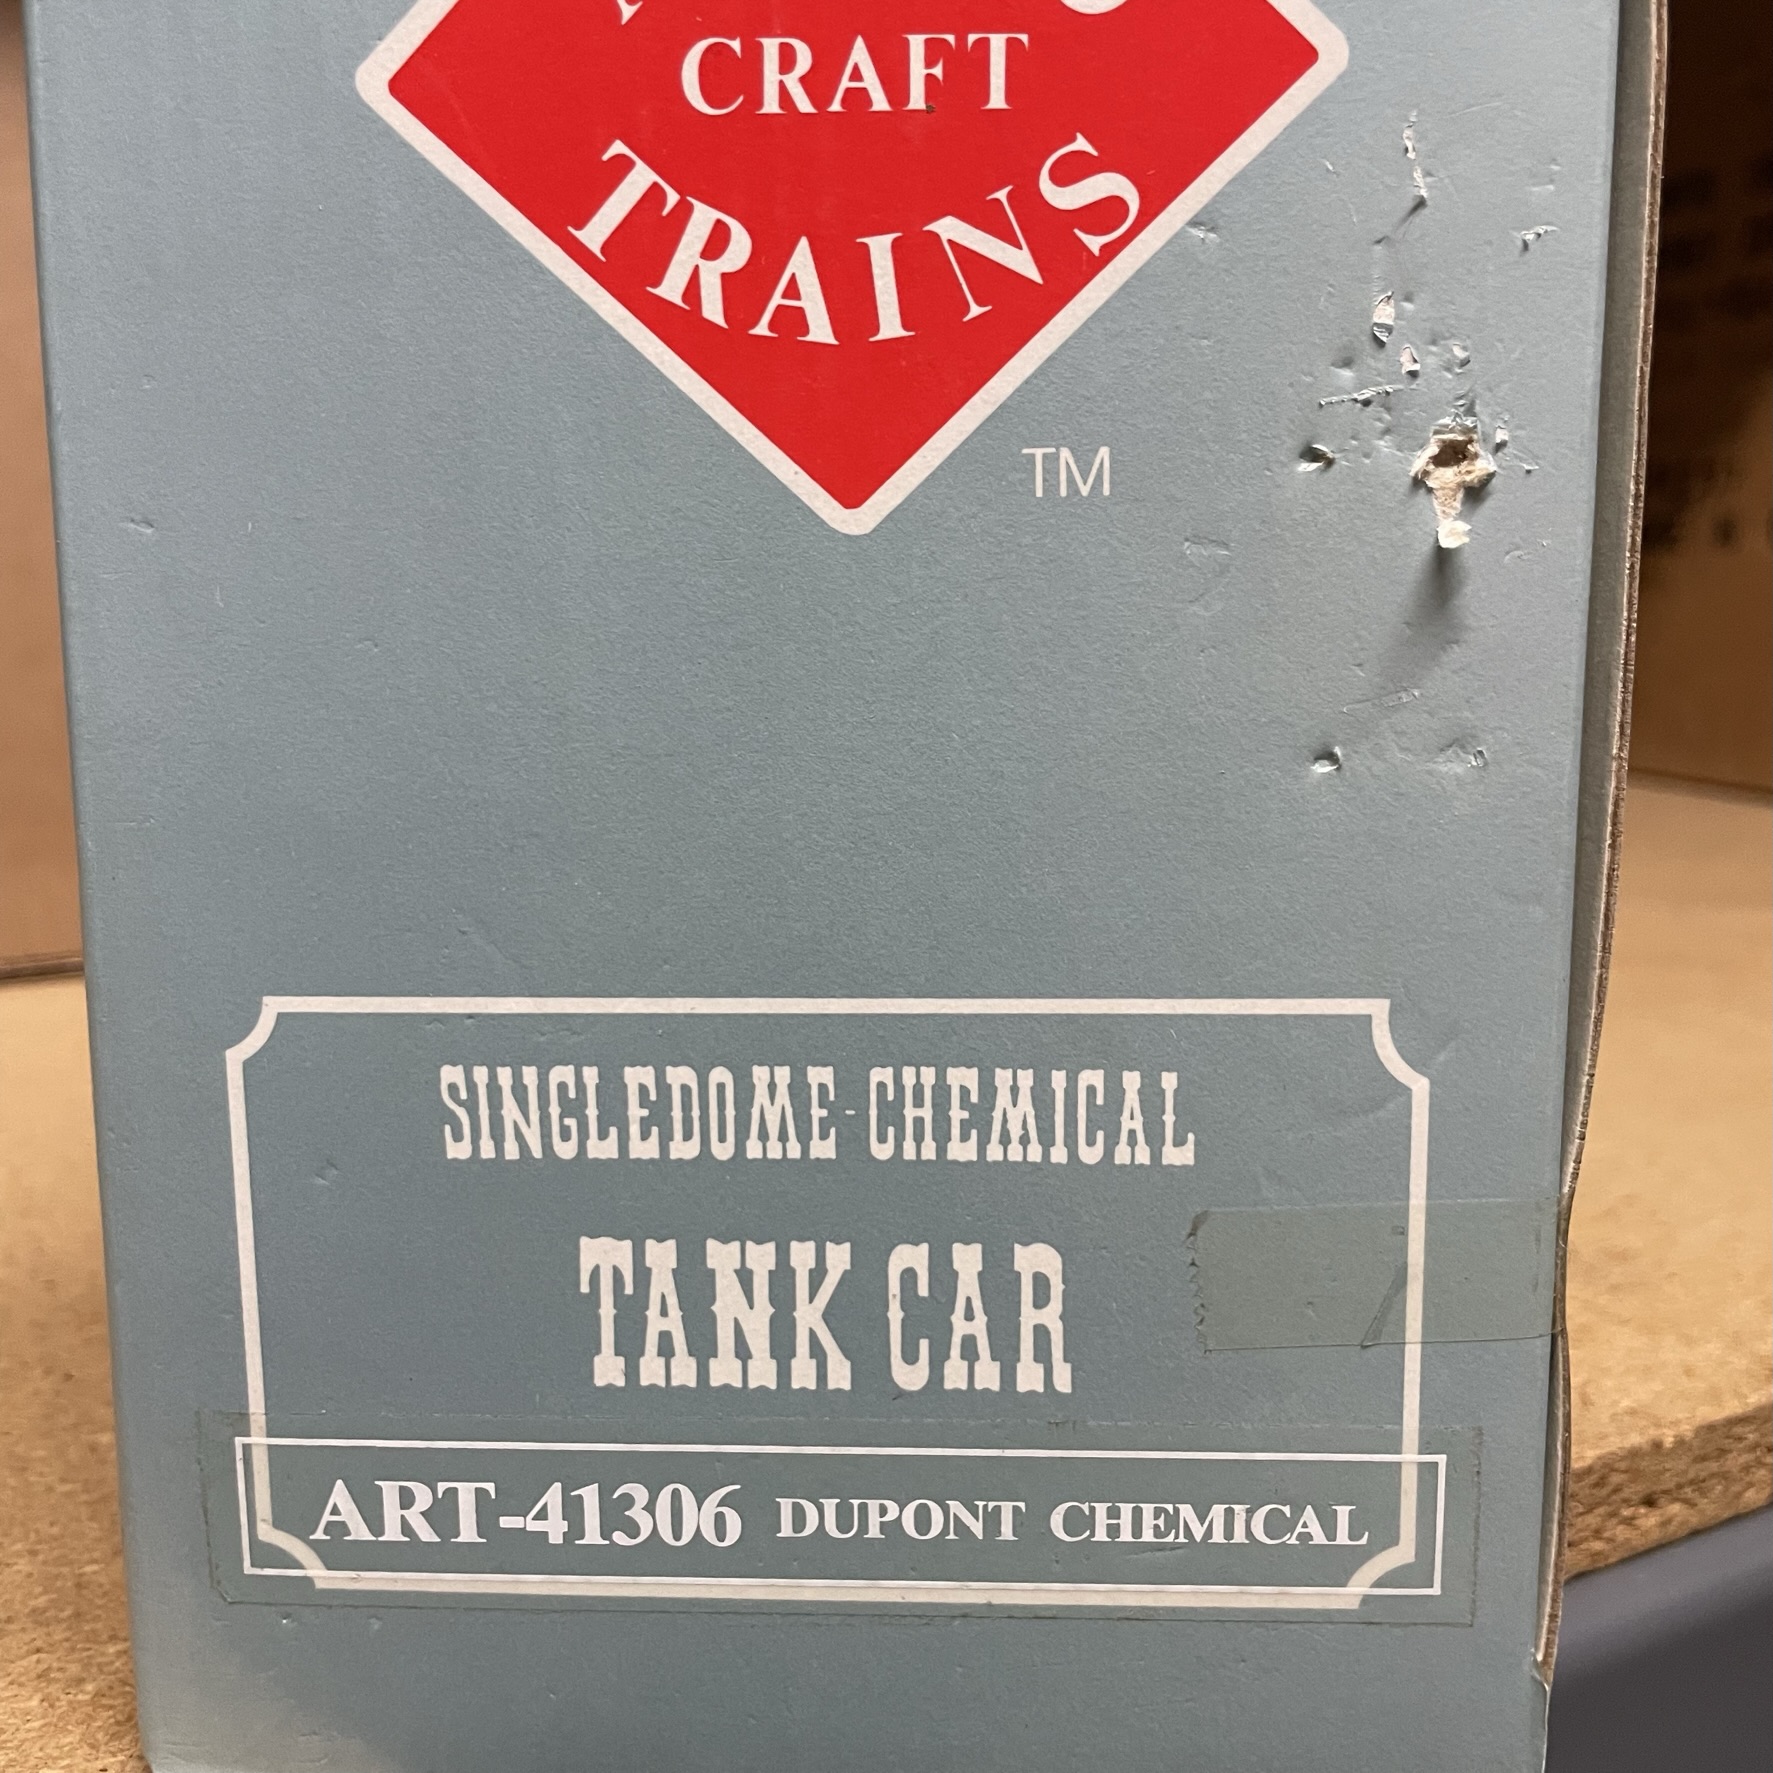 CRAFT
TRAINS
TM
SINGLEDOME-CHEMICAL
TANK CAR
ART-41306 DUPONT CHEMICAL